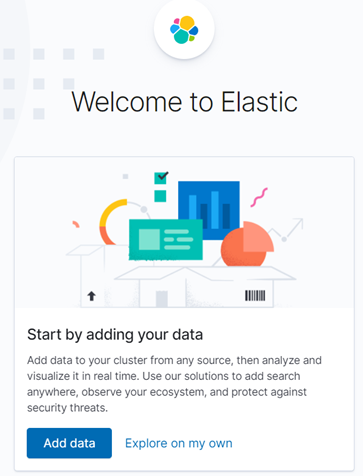 Welcome to Elastic
Start by adding your data
Add data to your cluster from any source, then analyze and
visualize it in real time. Use our solutions to add search
anywhere, observe your ecosystem, and protect against
security threats.
Add data
Explore on my own